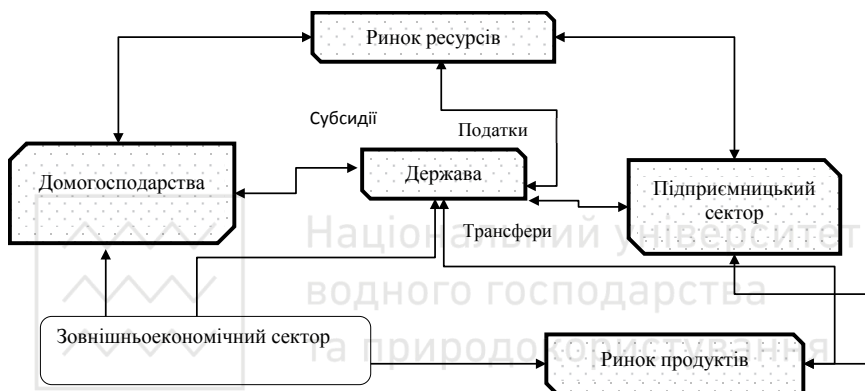 Ринок ресурсів
Субсидії
Податки
Домогосподарства
Держава
Підприємницький
сектор
Трансфери
Національний університет
водного господарства
та природокористування
Зовнішньоекономічний сектор
Ринок продуктів